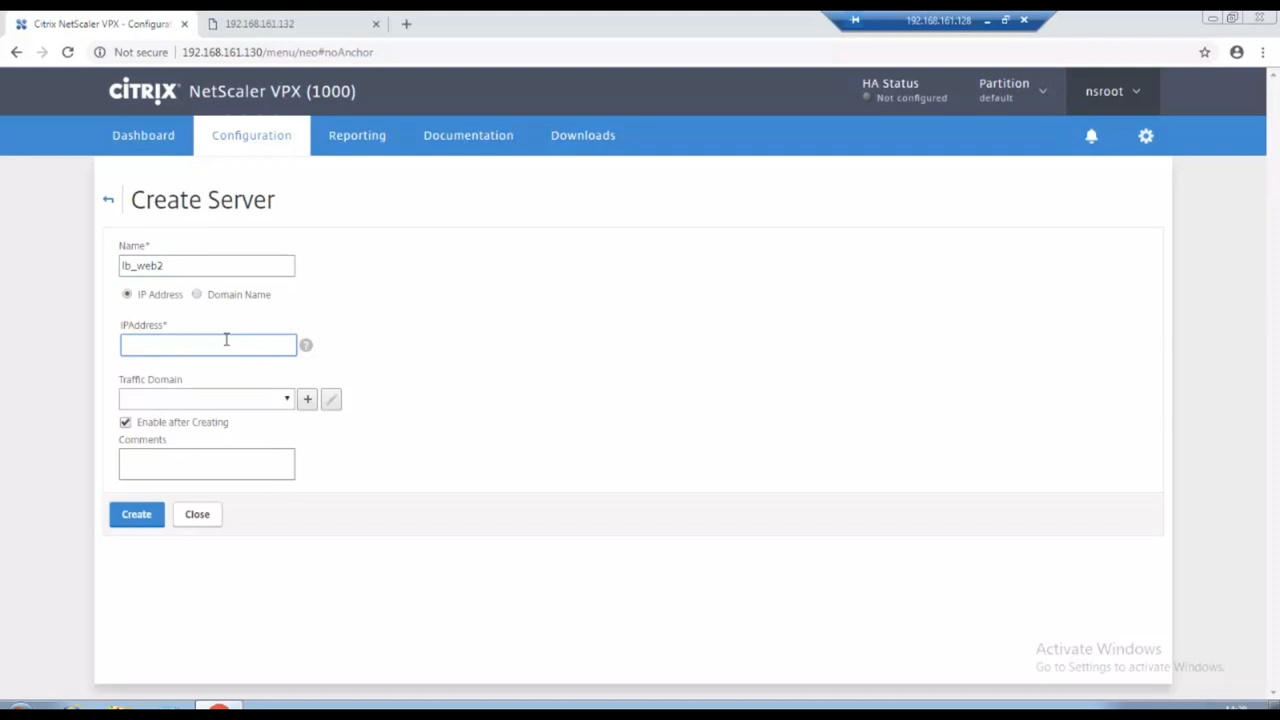 Citrix NetScaler VPX - Configurat
192.168.161.132
192.168.161.128
Not secure 192.168.161.130/menu/neo#noAnchor
CITRIX NetScaler VPX (1000)
HA Status
Not configured
Partition
default
nsroot
Dashboard Configuration Reporting Documentation Downloads
Create Server
Name*
lb_web2
IP Address Domain Name
IPAddress*
?
Traffic Domain
Enable after Creating
Comments
Create Close
Activate Windows
Go to Settings to activate Windows.